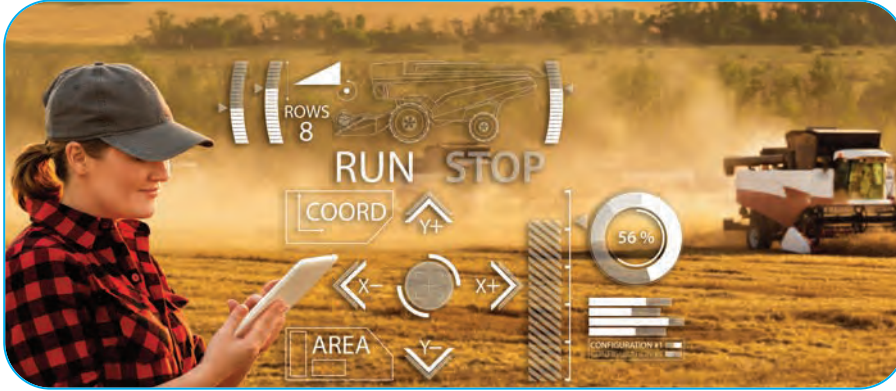 ROWS
8
RUN STOP
COORD
Y+
X-
X+
56 %
AREA
Y-
CONFIGURATION #1